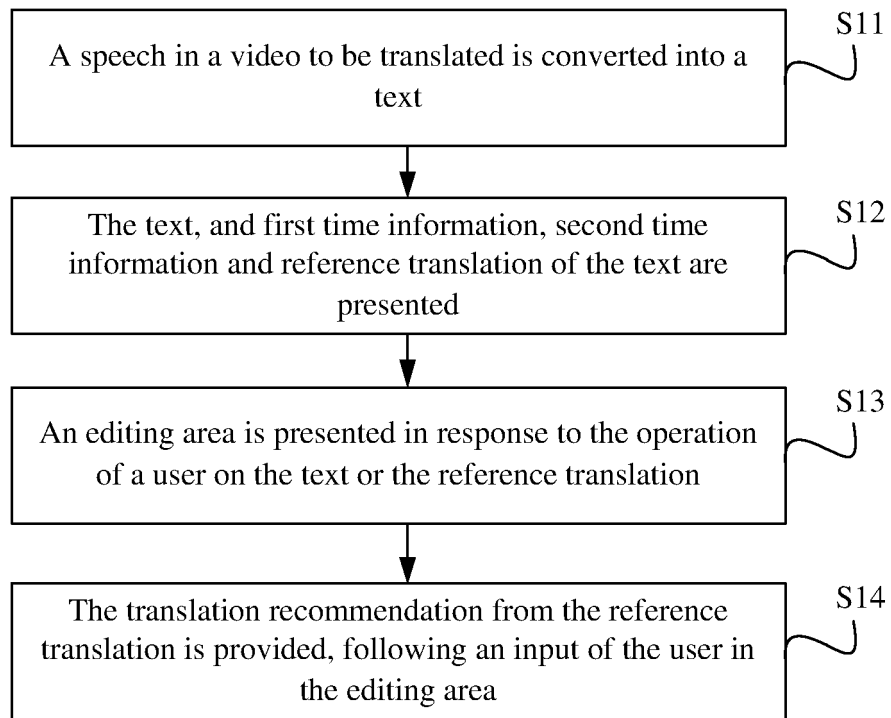 S11
A speech in a video to be translated is converted into a
text
S12
The text, and first time information, second time
information and reference translation of the text are
presented
S13
An editing area is presented in response to the operation
of a user on the text or the reference translation
S14
The translation recommendation from the reference
translation is provided, following an input of the user in
the editing area